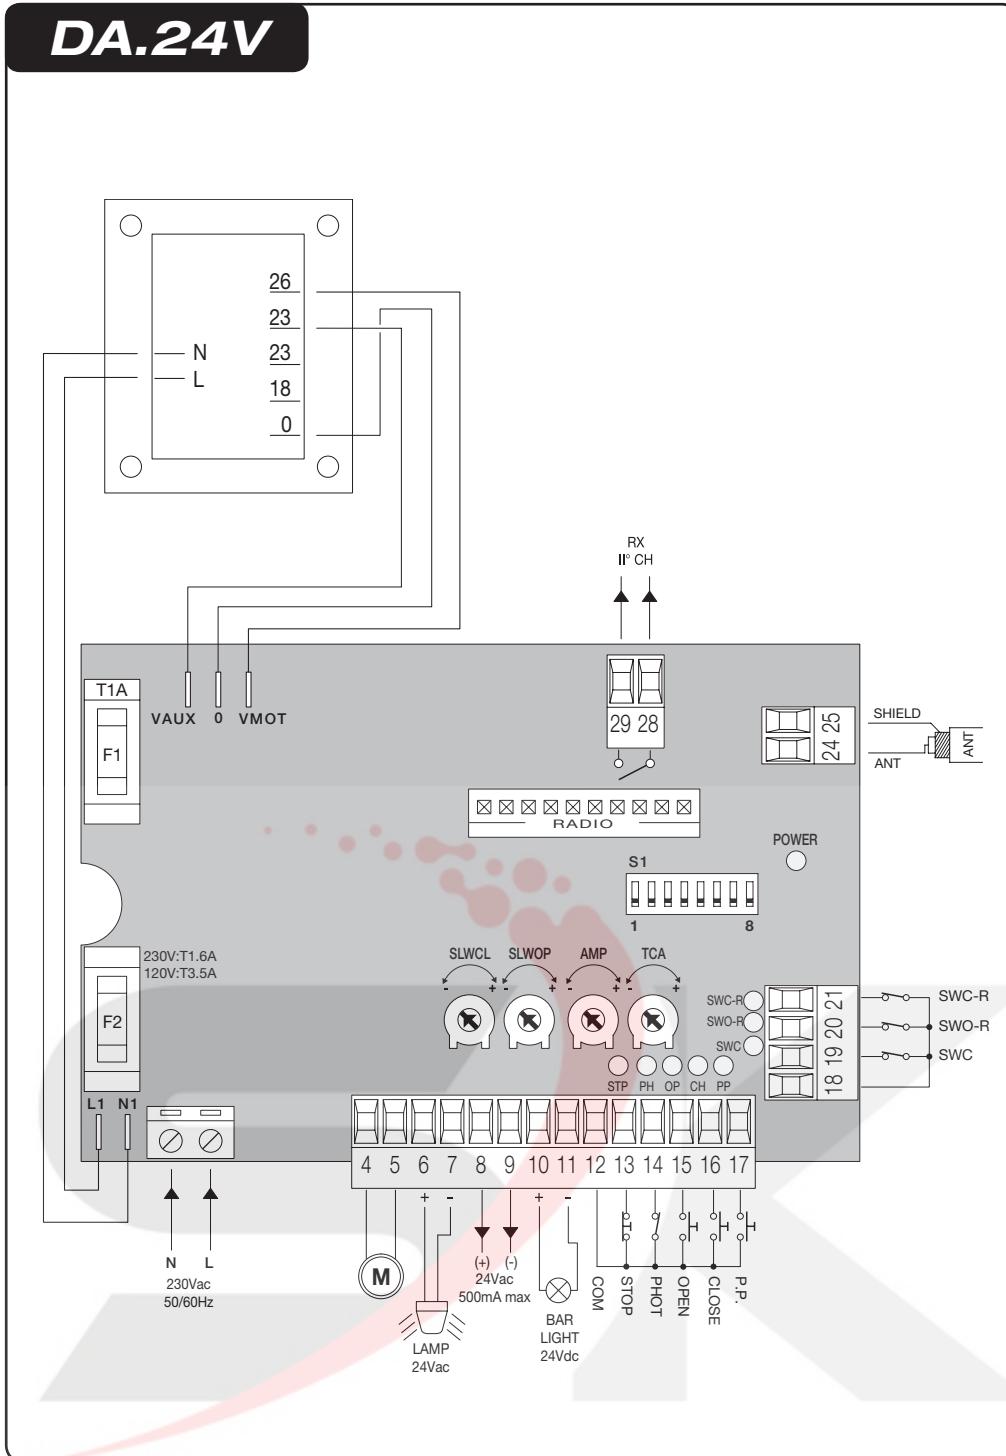 DA.24V
26
23
23
18
0
N
L
RX
II° CH
T1A
F1
VAUX 0 VMOT
29 28
24 25
SHIELD
ANT
ANT
RADIO
POWER
S1
1 8
230V:T1.6A
120V:T3.5A
F2
SLWCL SLWOP AMP TCA
- + - + - + - +
SWC-R
SWO-R
SWC
18 19 20 21
SWC-R
SWO-R
SWC
STP PH OP CH PP
L1 N1
4 5 6 7 8 9 10 11 12 13 14 15 16 17
+ - + -
N L
230Vac
50/60Hz
M
LAMP
24Vac
(+) (-)
24Vac
500mA max
BAR
LIGHT
24Vdc
COM
STOP
PHOT
OPEN
CLOSE
P.P.
SK